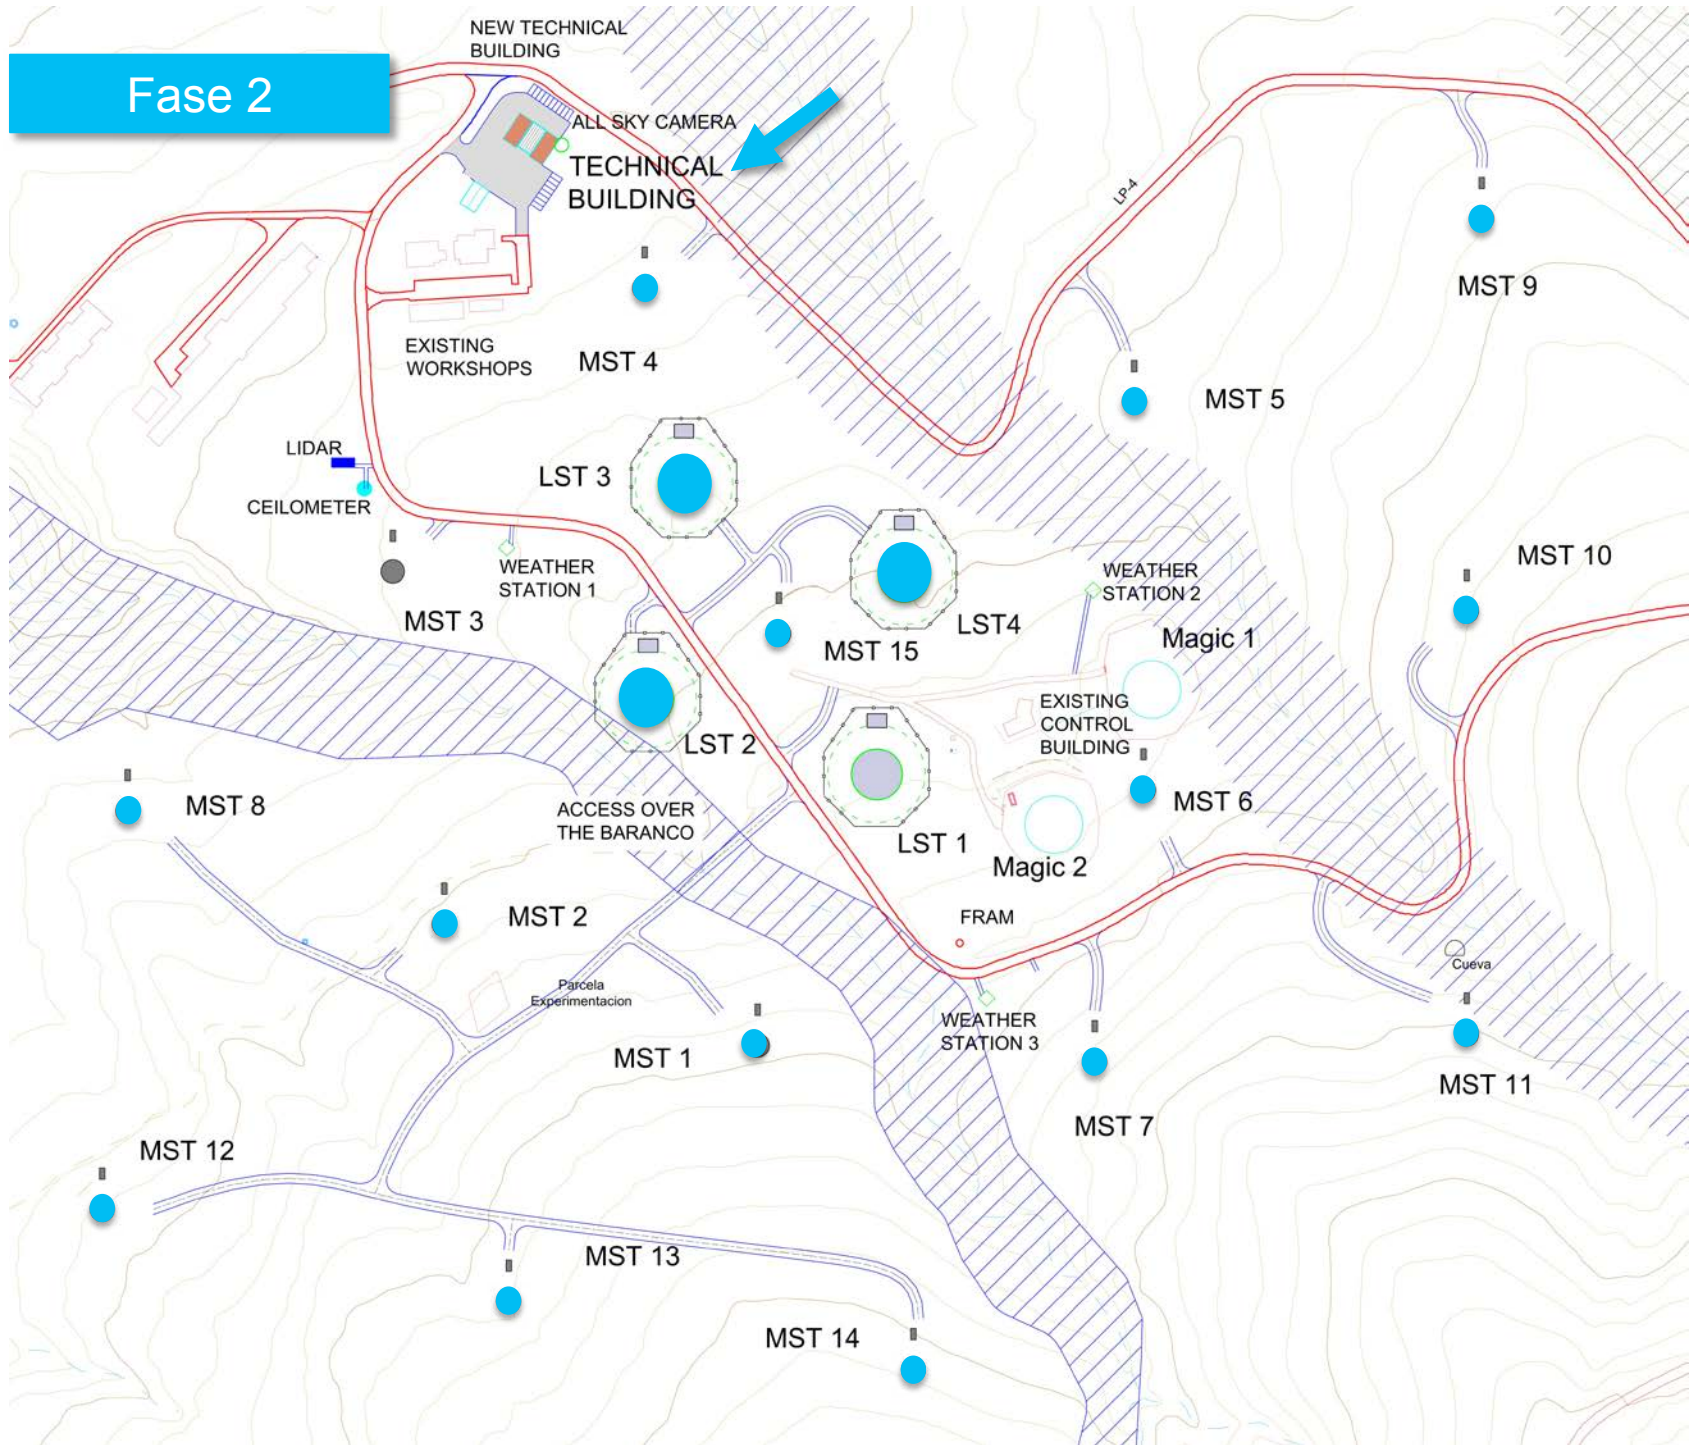 NEW TECHNICAL
BUILDING
Fase 2
ALL SKY CAMERA
TECHNICAL
BUILDING
LP-4
MST 9
EXISTING
WORKSHOPS
MST 4
MST 5
LIDAR
LST 3
CEILOMETER
WEATHER
STATION 1
MST 3
MST 10
WEATHER
STATION 2
LST4
Magic 1
MST 15
EXISTING
CONTROL
BUILDING
LST 2
MST 8
ACCESS OVER
THE BARANCO
MST 6
LST 1
Magic 2
MST 2
FRAM
Cueva
Parcela
Experimentacion
WEATHER
STATION 3
MST 1
MST 11
MST 7
MST 12
MST 13
MST 14